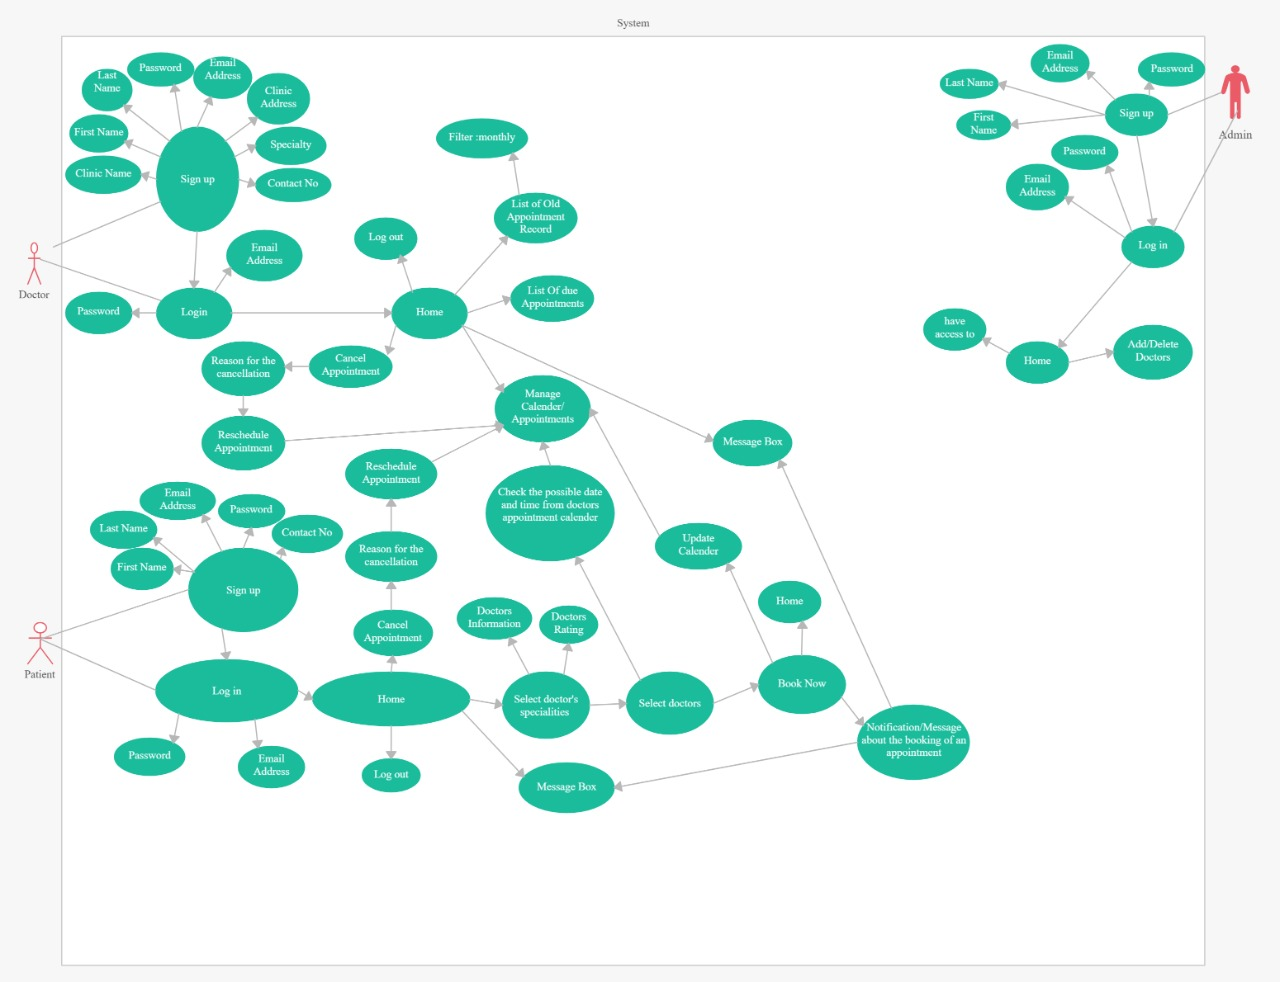 System
Last
Name
Password
Email
Address
Clinic
Address
First Name
Specialty
Clinic Name
Sign up
Contact No
Doctor
Email
Address
Password
Login
Filter :monthly
List of Old
Appointment
Record
Log out
List Of due
Appointments
Home
Cancel
Appointment
Reason for the
cancellation
Reschedule
Appointment
Manage
Calender/
Appointments
Message Box
Email
Address
Last Name
Password
Sign up
First
Name
Password
Email
Address
Log in
Admin
have
access to
Home
Add/Delete
Doctors
Reschedule
Appointment
Check the possible date
and time from doctors
appointment calender
Reason for the
cancellation
Update
Calender
Email
Address
Password
Last Name
Contact No
First Name
Sign up
Patient
Cancel
Appointment
Doctors
Information
Doctors
Rating
Home
Log in
Home
Select doctor's
specialities
Select doctors
Book Now
Notification/Message
about the booking of an
appointment
Password
Email
Address
Log out
Message Box